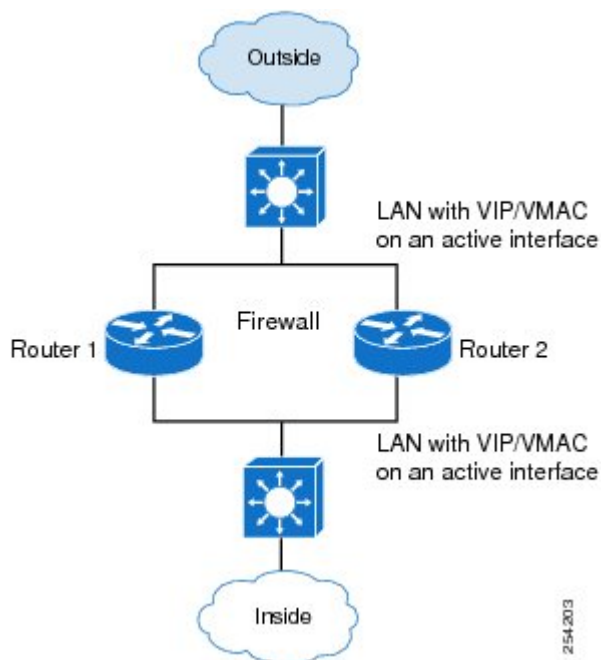 Outside
LAN with VIP/VMAC
on an active interface
Router 1
Firewall
Router 2
LAN with VIP/VMAC
on an active interface
Inside
254203